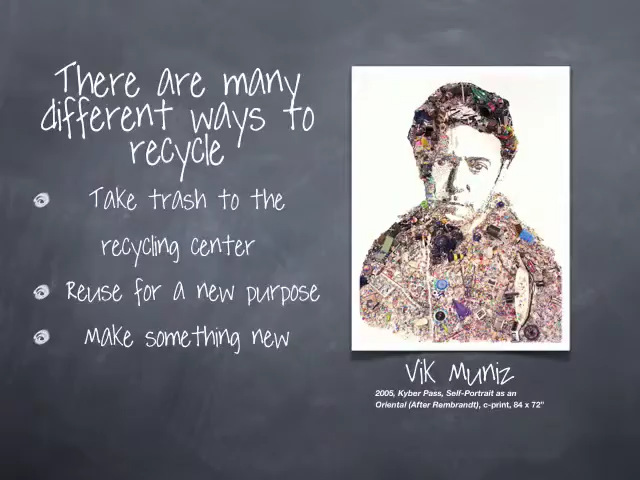 There are many
different ways to
recycle
Take trash to the
recycling center
Reuse for a new purpose
Make something new
Vik Muniz
2005, Kyber Pass, Self-Portrait as an
Oriental (After Rembrandt), c-print, 84 x 72"